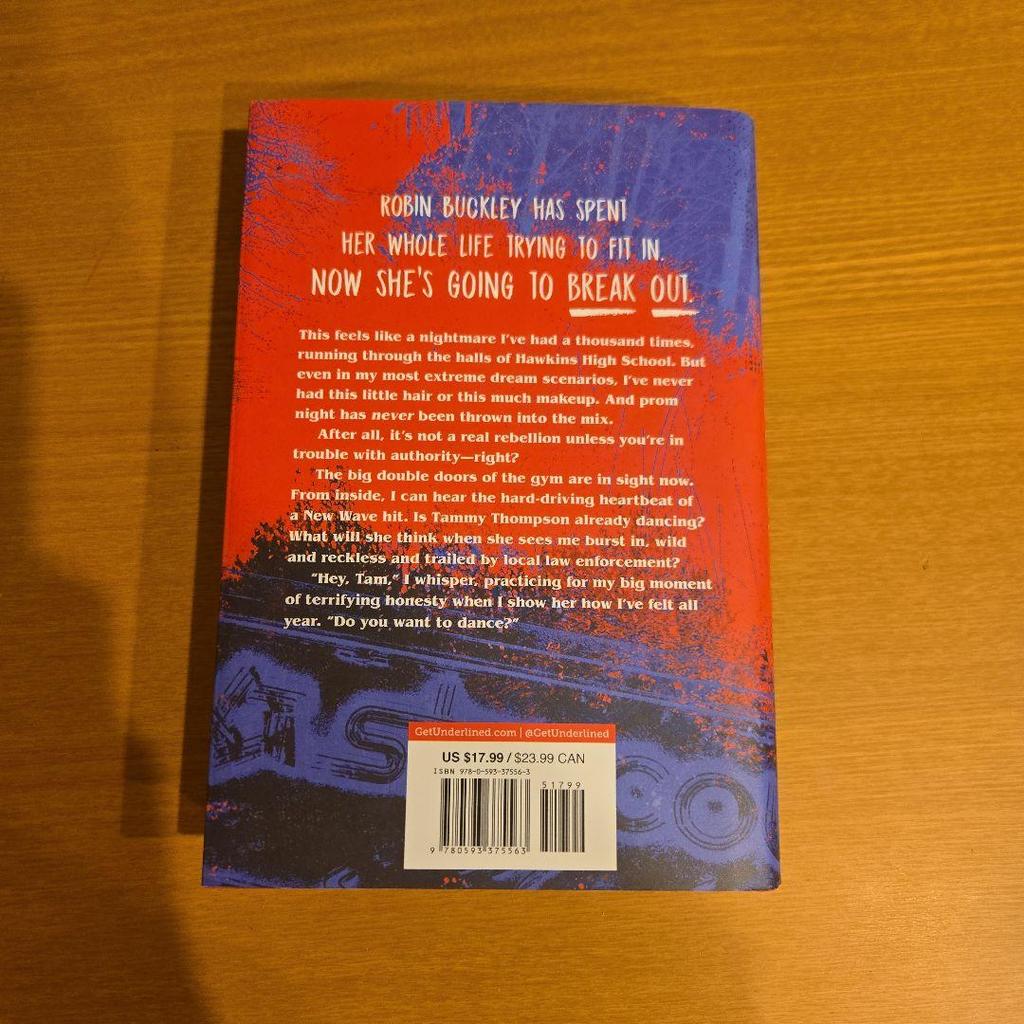 ROBIN BUCKLEY HAS SPENT
HER WHOLE LIFE TRYING TO FIT IN.
NOW SHE'S GOING TO BREAK OUT.
This feels like a nightmare I've had a thousand times,
running through the halls of Hawkins High School. But
even in my most extreme dream scenarios, I've never
had this little hair or this much makeup. And prom
night has never been thrown into the mix.
After all, it's not a real rebellion unless you're in
trouble with authority—right?
The big double doors of the gym are in sight now.
From inside, I can hear the hard-driving heartbeat of
a New Wave hit. Is Tammy Thompson already dancing?
What will she think when she sees me burst in, wild
and reckless and trailed by local law enforcement?
"Hey, Tam," I whisper, practicing for my big moment
of terrifying honesty when I show her how I've felt all
year. "Do you want to dance?"
GetUnderlined.com | @GetUnderlined
US $17.99 / $23.99 CAN
ISBN 978-0-593-37556-3
51799
9 780593 375563